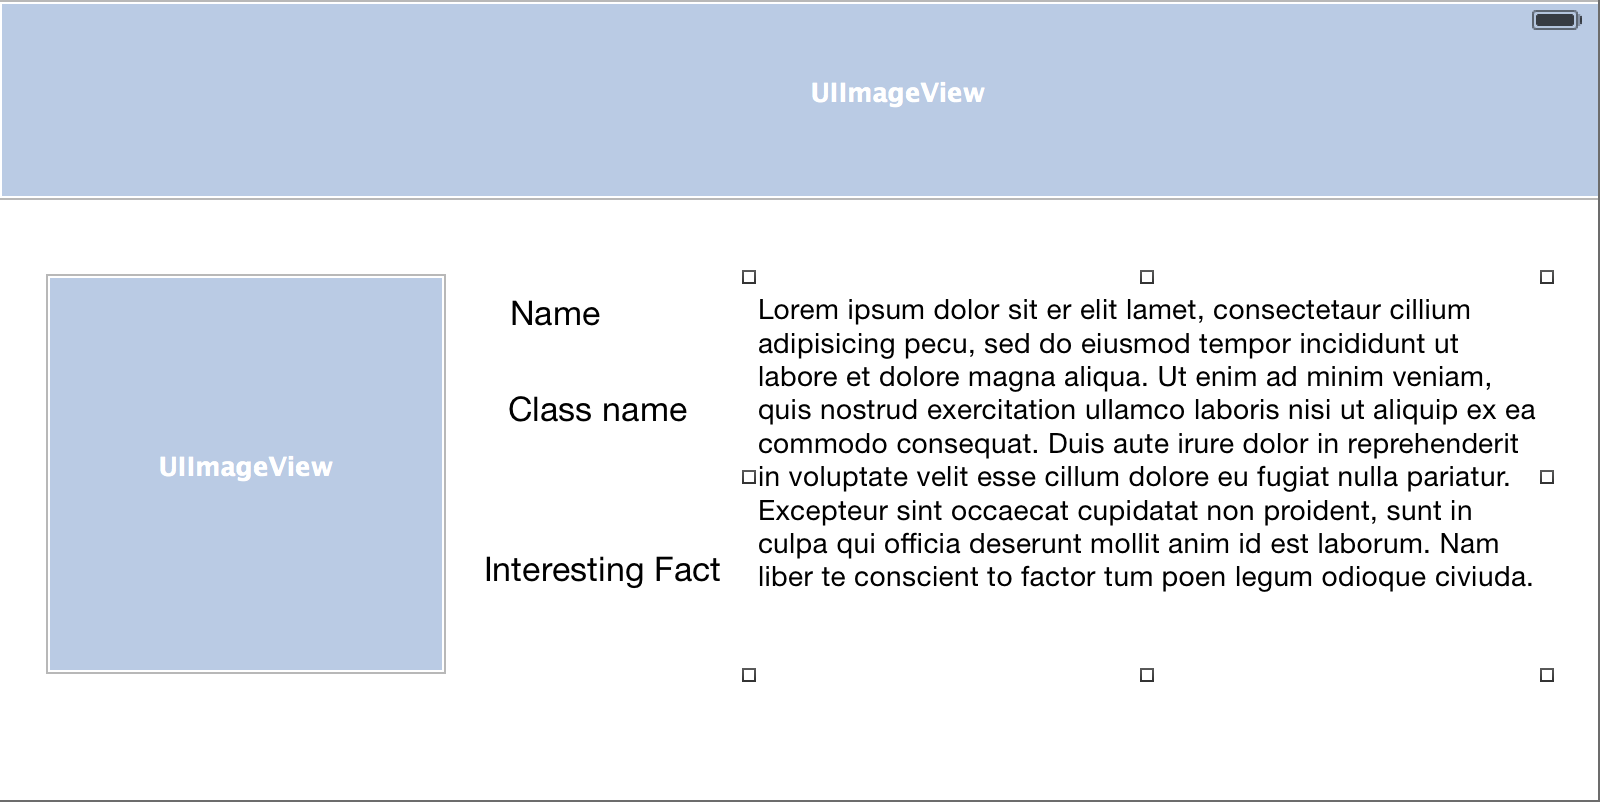 UIImageView
UIImageView
Name
Class name
Interesting Fact
Lorem ipsum dolor sit er elit lamet, consectetaur cillium
adipisicing pecu, sed do eiusmod tempor incididunt ut
labore et dolore magna aliqua. Ut enim ad minim veniam,
quis nostrud exercitation ullamco laboris nisi ut aliquip ex ea
commodo consequat. Duis aute irure dolor in reprehenderit
in voluptate velit esse cillum dolore eu fugiat nulla pariatur.
Excepteur sint occaecat cupidatat non proident, sunt in
culpa qui officia deserunt mollit anim id est laborum. Nam
liber te conscient to factor tum poen legum odioque civiuda.